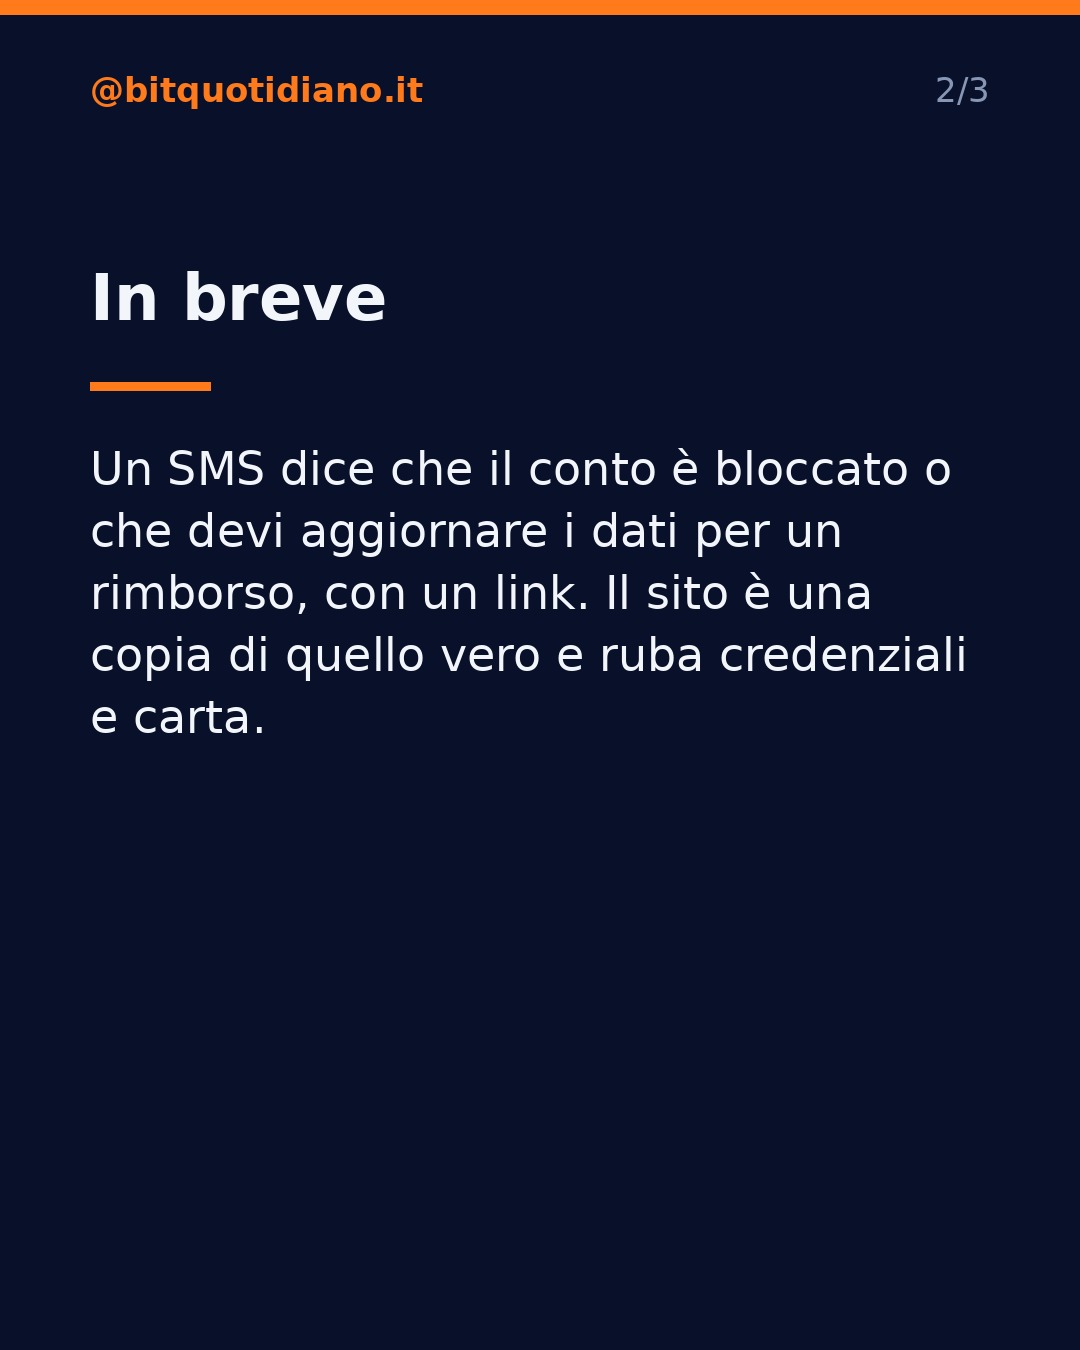 @bitquotidiano.it
2/3
In breve
Un SMS dice che il conto è bloccato o
che devi aggiornare i dati per un
rimborso, con un link. Il sito è una
copia di quello vero e ruba credenziali
e carta.